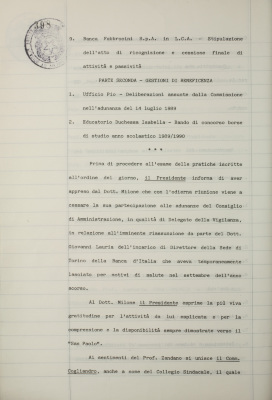 9. Banca Fabbrocini S.p.A. in L.C.A. - Stipulazione
dell'atto di ricognizione e cessione finale di
attività e passività
PARTE SECONDA - GESTIONI DI BENEFICENZA
1. Ufficio Pio - Deliberazioni assunte dalla Commissione
nell'adunanza del 14 luglio 1989
2. Educatorio Duchessa Isabella - Bando di concorso borse
di studio anno scolastico 1989/1990
* * *
Prima di procedere all'esame delle pratiche iscritte
all'ordine del giorno, il Presidente informa di aver
appreso dal Dott. Milone che con l'odierna riunione viene a
cessare la sua partecipazione alle adunanze del Consiglio
di Amministrazione, in qualità di Delegato della Vigilanza,
in relazione all'imminente riassunzione da parte del Dott.
Giovanni Lauria dell'incarico di Direttore della Sede di
Torino della Banca d'Italia che aveva temporaneamente
lasciato per motivi di salute nel settembre dell'anno
scorso.
Al Dott. Milone il Presidente esprime la più viva
gratitudine per l'attività da lui esplicata e per la
comprensione e la disponibilità sempre dimostrate verso il
"San Paolo".
Ai sentimenti del Prof. Zandano si unisce il Comm.
Cogliandro, anche a nome del Collegio Sindacale, il quale